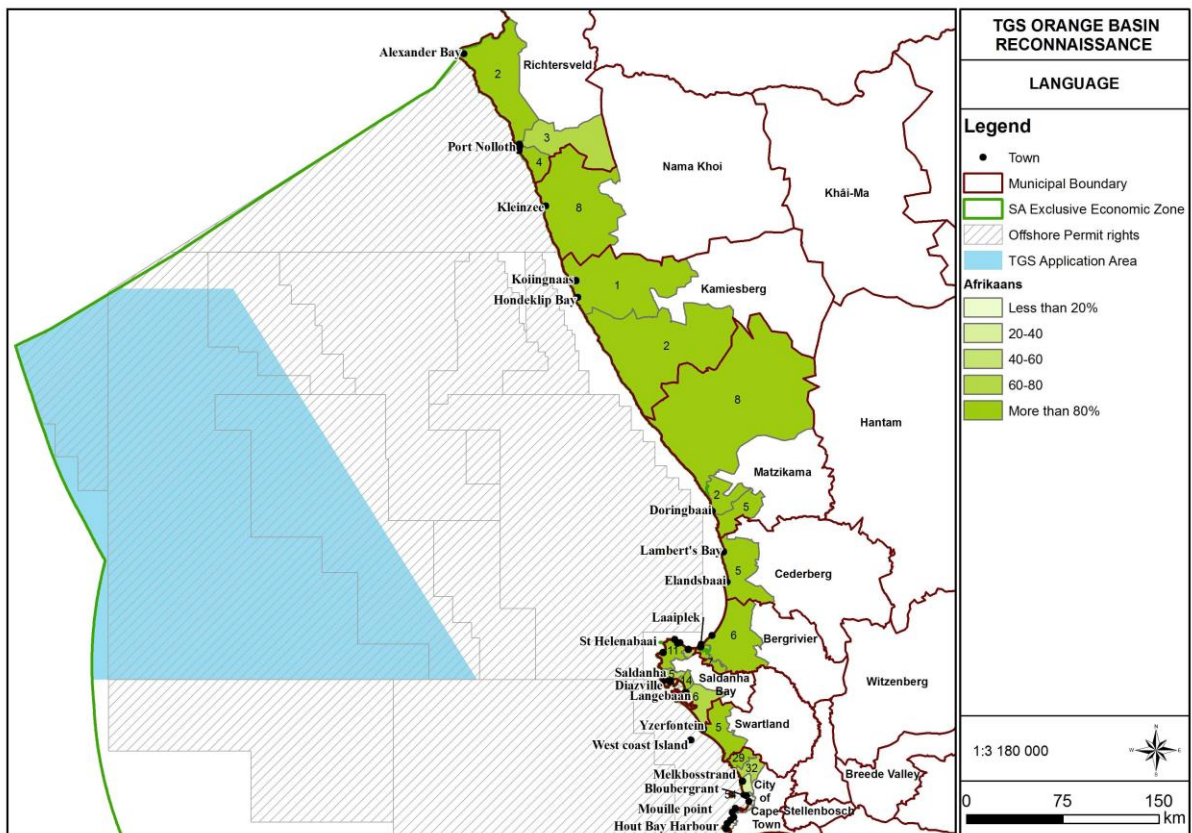 Alexander Bay
Richtersveld
2
3
Port Nolloth
4
Nama Khoi
Khâi-Ma
Kleinzee
8
Koiingnaas
1
Kamiesberg
Hondeklip Bay
2
8
Hantam
Matzikama
2
5
Doringbaai
Lambert's Bay
5
Cederberg
Elandsbaai
Laaiplek
6
Bergrivier
St Helenabaai
11
7
Witzenberg
Saldanha
5
14
Saldanha
Bay
Diazville
Langebaan
6
Swartland
Yzerfontein
5
West coast Island
29
32
Melkbosstrand
Breede Valley
Bloubergrant
City
of
Cape
Town
Mouille point
Stellenbosch
Hout Bay Harbour
TGS ORANGE BASIN
RECONNAISSANCE
LANGUAGE
Legend
Town
Municipal Boundary
SA Exclusive Economic Zone
Offshore Permit rights
TGS Application Area
Afrikaans
Less than 20%
20-40
40-60
60-80
More than 80%
1:3 180 000
N
W
E
S
0 75 150
km